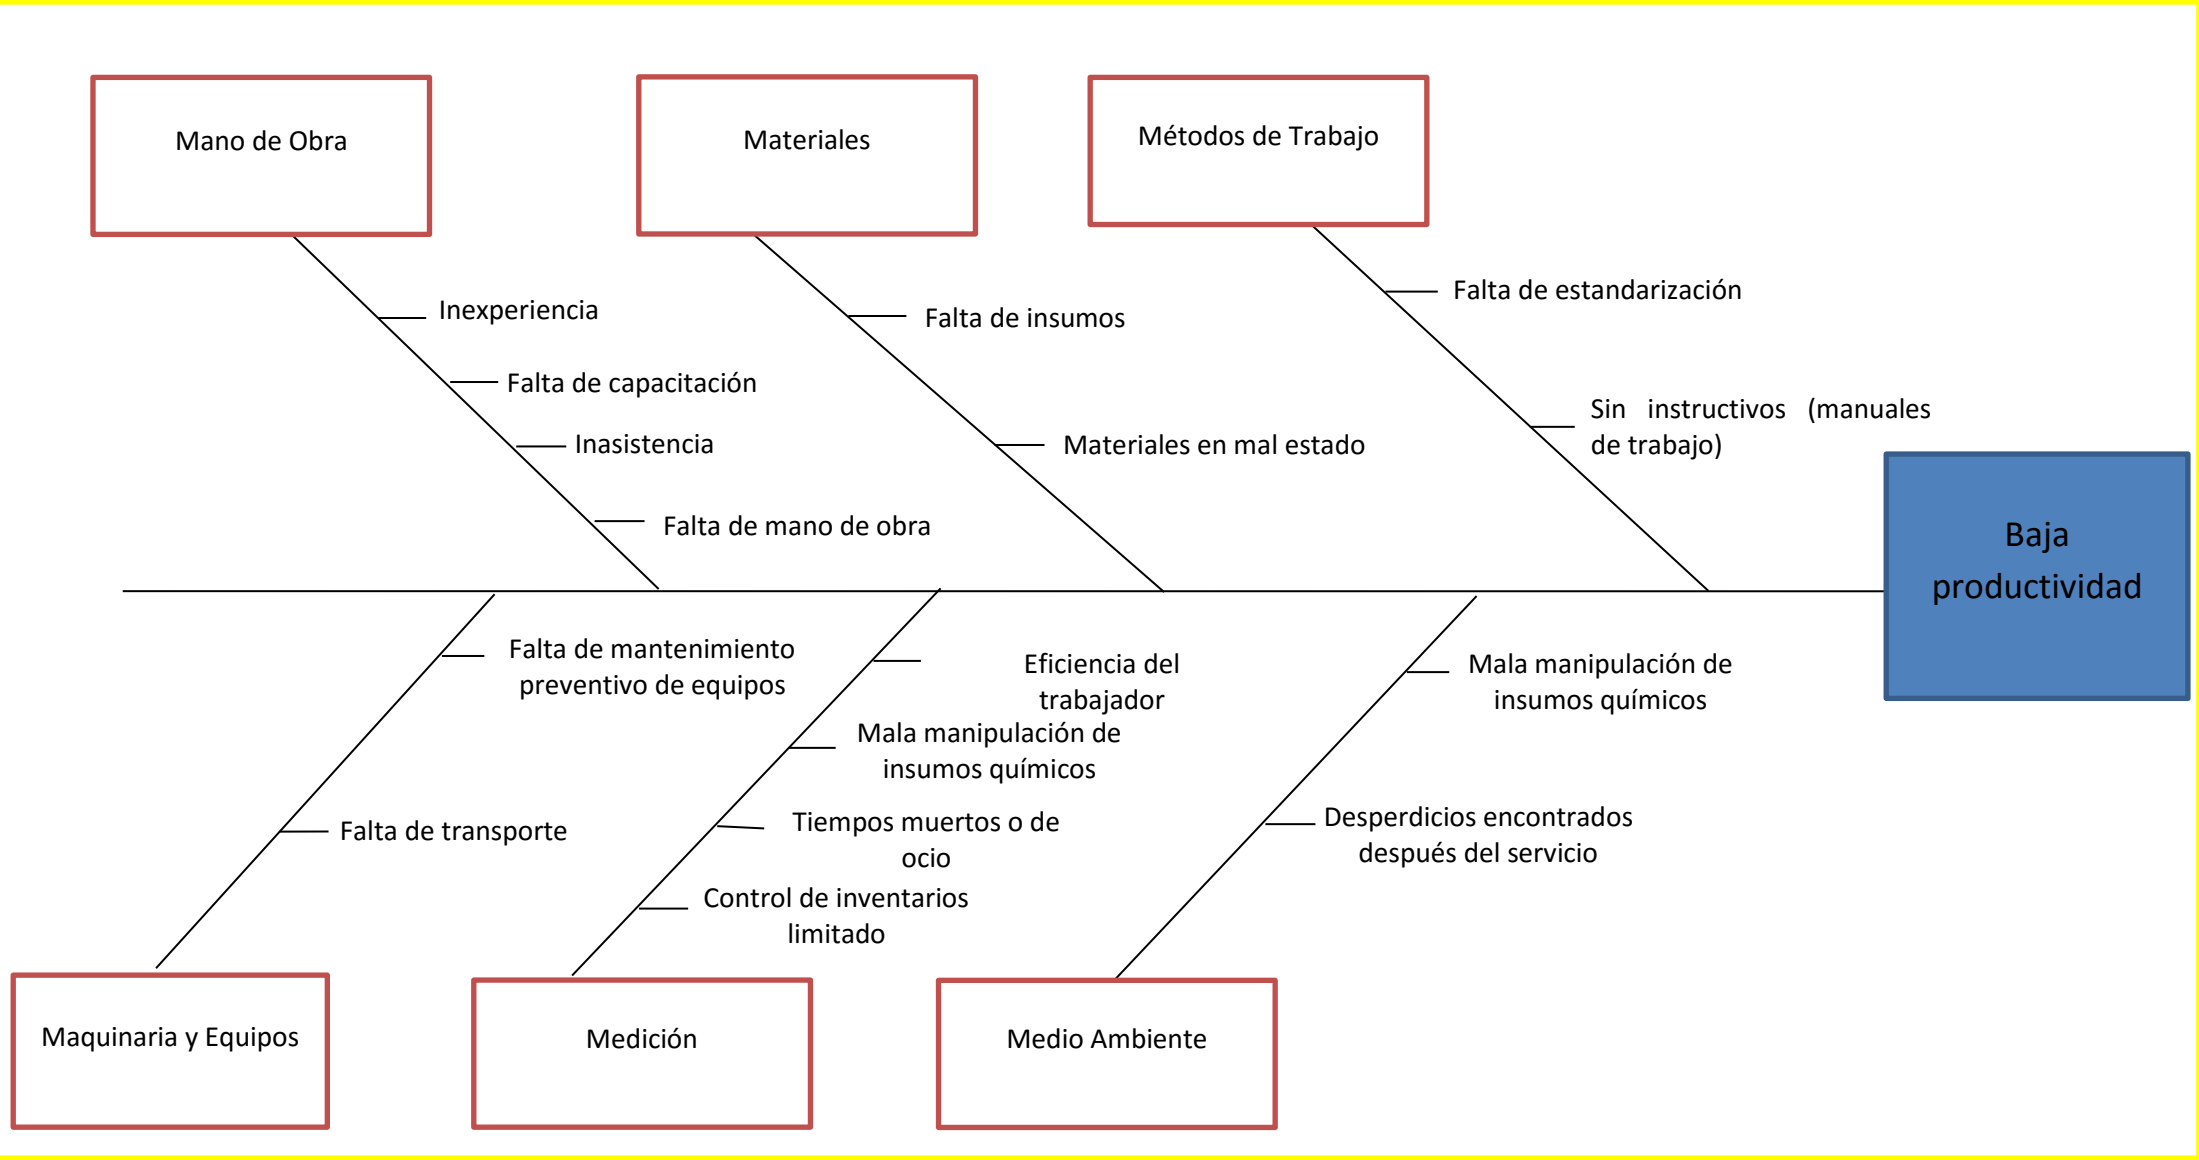 Mano de Obra
Materiales
Métodos de Trabajo
Inexperiencia
Falta de capacitación
Inasistencia
Falta de mano de obra
Falta de insumos
Materiales en mal estado
Falta de estandarización
Sin instructivos (manuales
de trabajo)
Baja
productividad
Falta de mantenimiento
preventivo de equipos
Falta de transporte
Eficiencia del
trabajador
Mala manipulación de
insumos químicos
Tiempos muertos o de
ocio
Control de inventarios
limitado
Mala manipulación de
insumos químicos
Desperdicios encontrados
después del servicio
Maquinaria y Equipos
Medición
Medio Ambiente